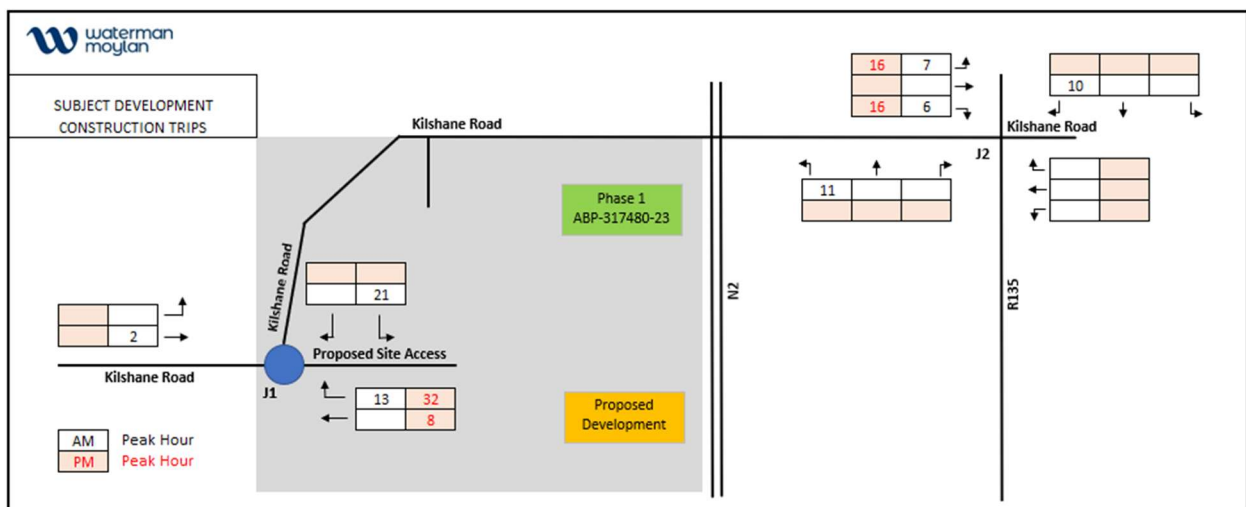 waterman
moylan
SUBJECT DEVELOPMENT
CONSTRUCTION TRIPS
16 7
16 6
10
Kilshane Road
Kilshane Road
J2
11
Phase 1
ABP-317480-23
Kilshane Road
21
N2
R135
2
Proposed Site Access
Kilshane Road
J1
13 32
8
Proposed
Development
AM Peak Hour
PM Peak Hour